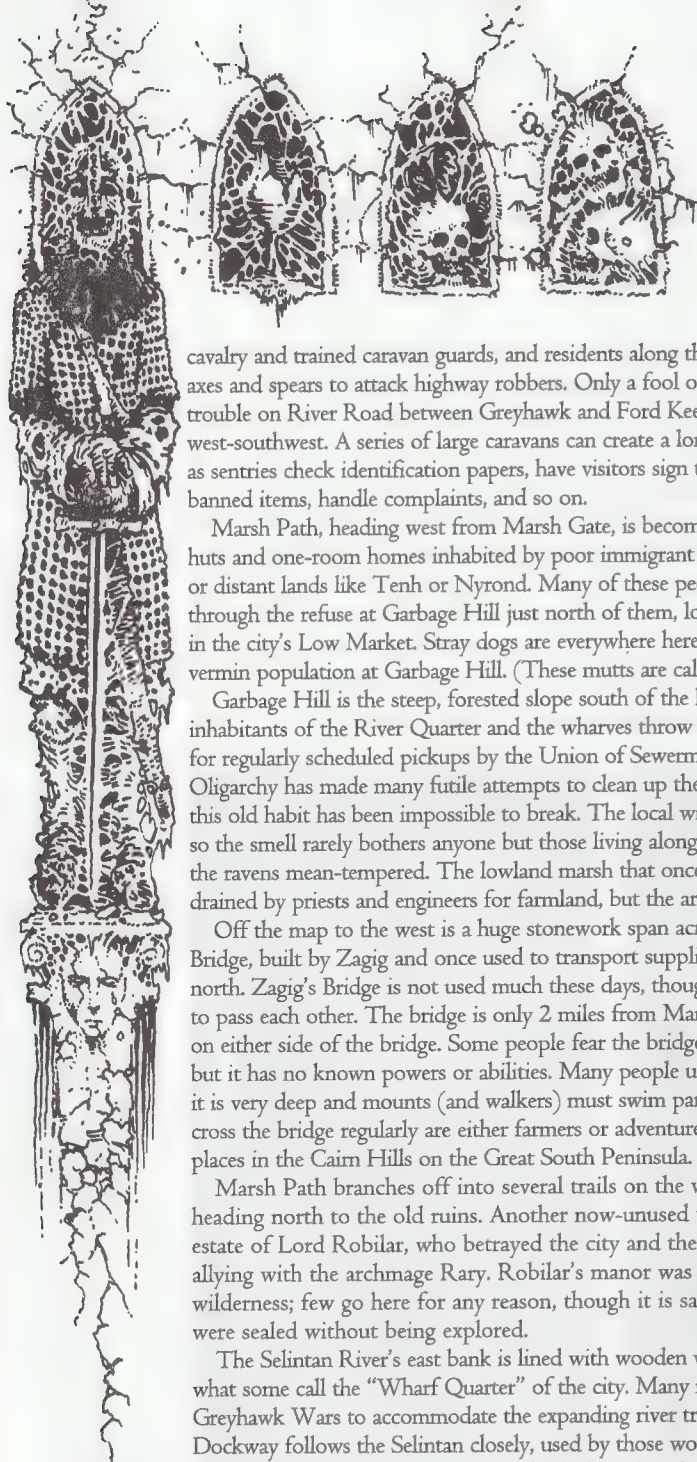 cavalry and trained caravan guards, and residents along th
axes and spears to attack highway robbers. Only a fool o
trouble on River Road between Greyhawk and Ford Kee
west-southwest. A series of large caravans can create a lon
as sentries check identification papers, have visitors sign t
banned items, handle complaints, and so on.
Marsh Path, heading west from Marsh Gate, is becom
huts and one-room homes inhabited by poor immigrant
or distant lands like Tenh or Nyrond. Many of these pe
through the refuse at Garbage Hill just north of them, lo
in the city's Low Market. Stray dogs are everywhere here
vermin population at Garbage Hill. (These mutts are cal
Garbage Hill is the steep, forested slope south of the
inhabitants of the River Quarter and the wharves throw
for regularly scheduled pickups by the Union of Sewerm
Oligarchy has made many futile attempts to clean up the
this old habit has been impossible to break. The local wi
so the smell rarely bothers anyone but those living along
the ravens mean-tempered. The lowland marsh that once
drained by priests and engineers for farmland, but the ar
Off the map to the west is a huge stonework span acr
Bridge, built by Zagig and once used to transport suppli
north. Zagig's Bridge is not used much these days, thoug
to pass each other. The bridge is only 2 miles from Mar
on either side of the bridge. Some people fear the bridge
but it has no known powers or abilities. Many people u
it is very deep and mounts (and walkers) must swim par
cross the bridge regularly are either farmers or adventure
places in the Cairn Hills on the Great South Peninsula.
Marsh Path branches off into several trails on the w
heading north to the old ruins. Another now-unused
estate of Lord Robilar, who betrayed the city and the
allying with the archmage Rary. Robilar's manor was
wilderness; few go here for any reason, though it is sa
were sealed without being explored.
The Selintan River's east bank is lined with wooden w
what some call the "Wharf Quarter" of the city. Many
Greyhawk Wars to accommodate the expanding river tr
Dockway follows the Selintan closely, used by those wo